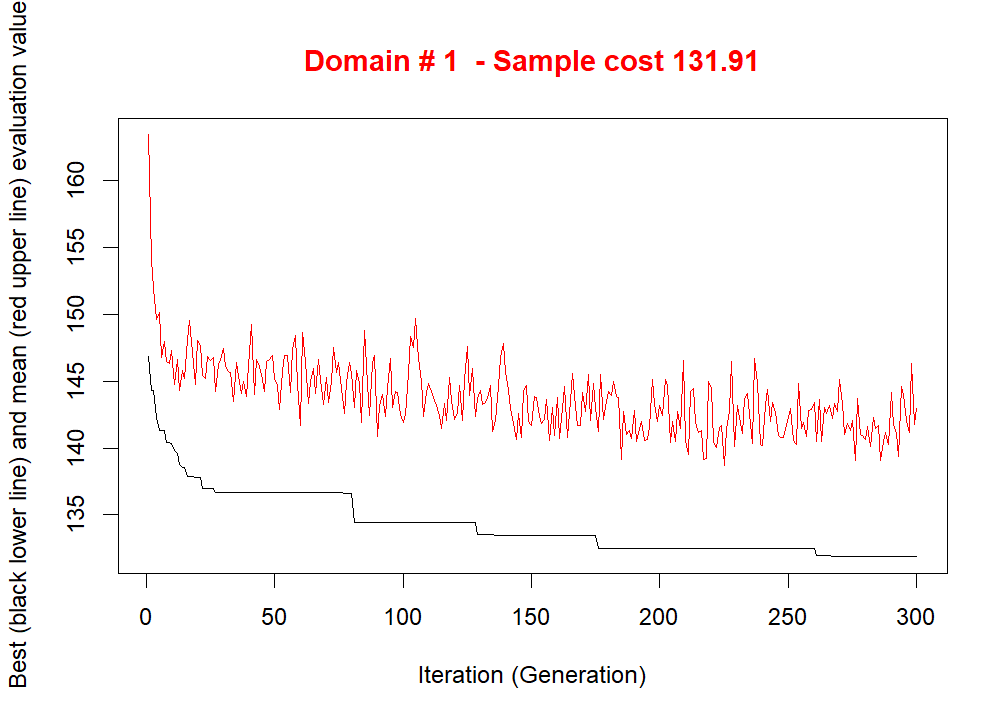 Domain # 1  - Sample cost 131.91
Best (black lower line) and mean (red upper line) evaluation value
160
155
150
145
140
135
0 50 100 150 200 250 300
Iteration (Generation)